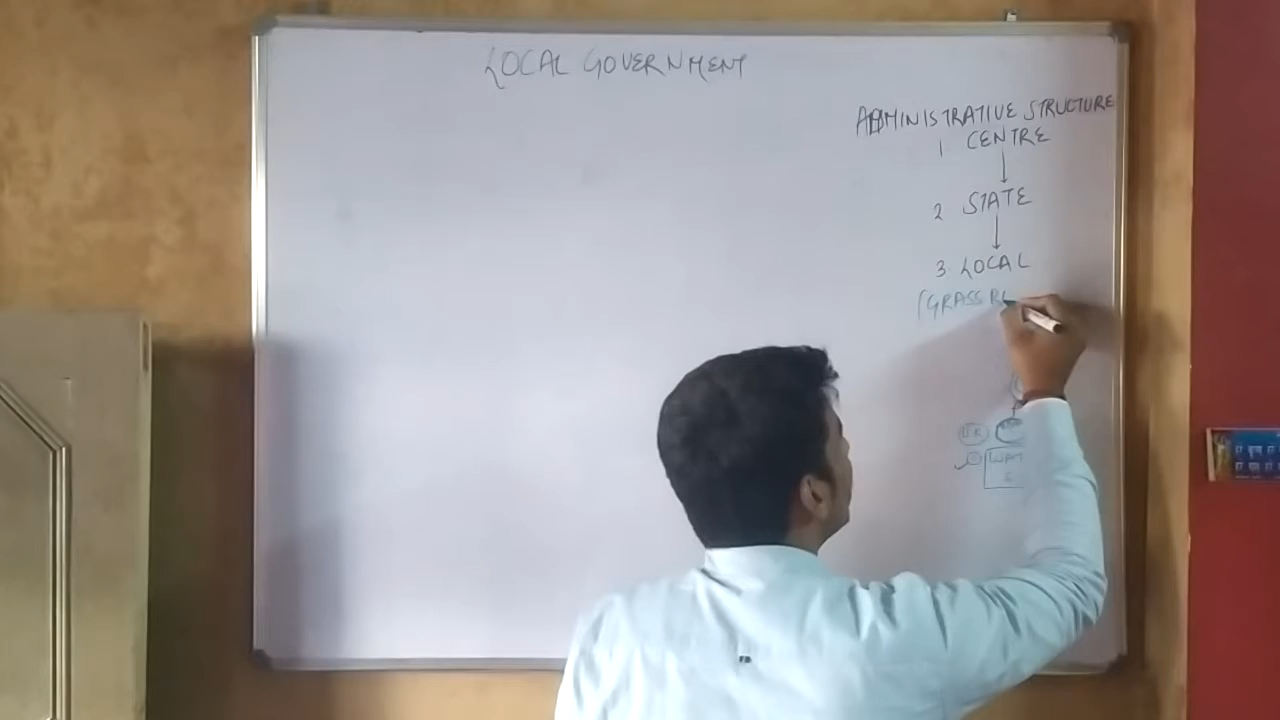 LOCAL GOVERNMENT
ADMINISTRATIVE STRUCTURE
1 CENTRE
2 STATE
3 LOCAL
(GRASS